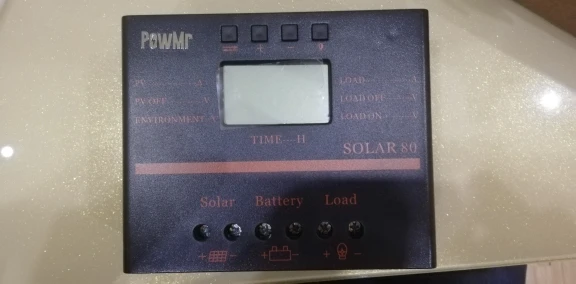 PowMr
PV A
LOAD A
PV OFF V
LOAD OFF V
ENVIRONMENT
LOAD ON V
TIME H
SOLAR 80
Solar Battery Load
+ - + - + -